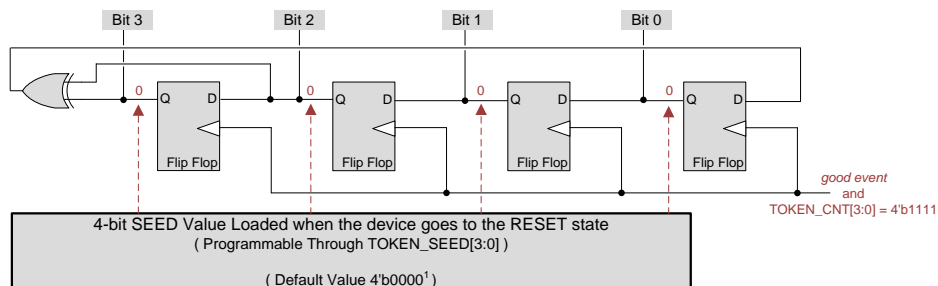 Bit 3 Bit 2 Bit 1 Bit 0
0 0 0 0
Q D Q D Q D Q D
Flip Flop Flip Flop Flip Flop Flip Flop
good event
and
TOKEN_CNT[3:0] = 4'b1111
4-bit SEED Value Loaded when the device goes to the RESET state
( Programmable Through TOKEN_SEED[3:0] )
( Default Value 4'b0000¹ )